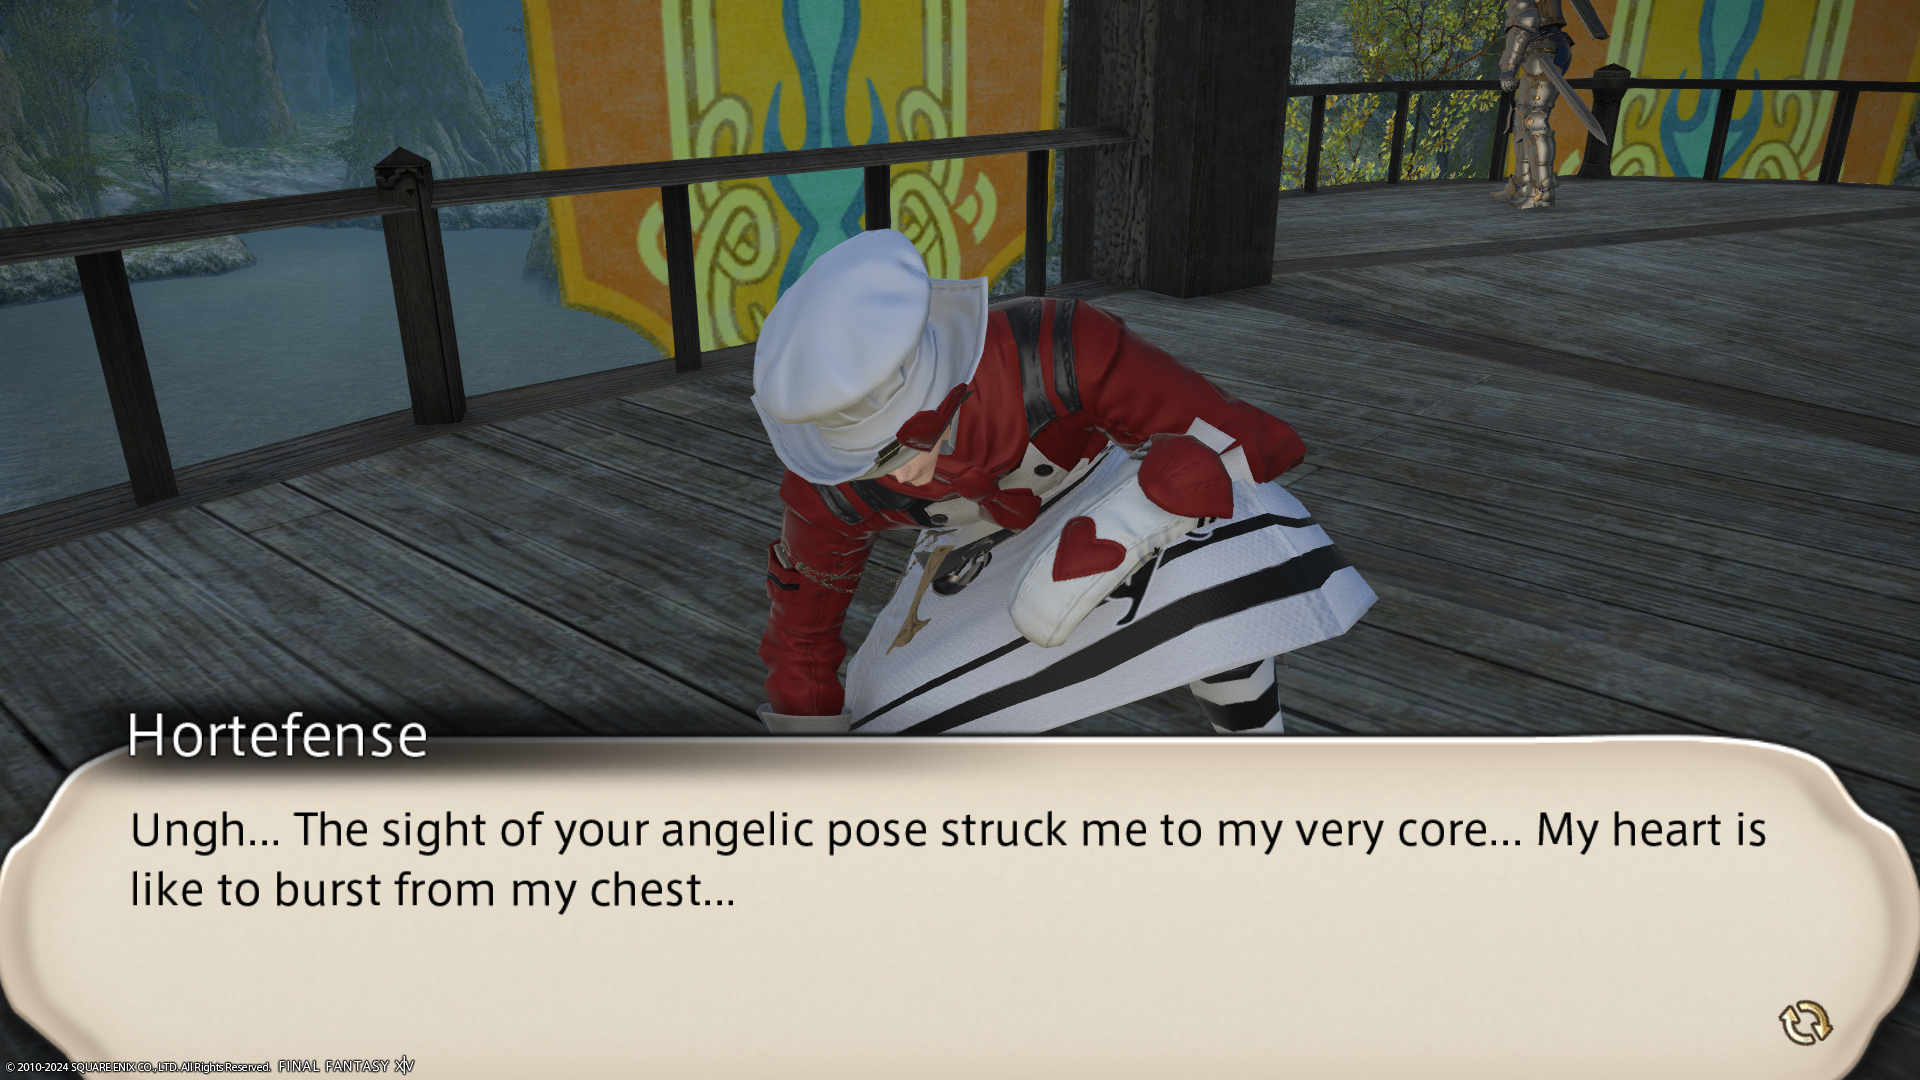 Hortefense
Ungh... The sight of your angelic pose struck me to my very core... My heart is
like to burst from my chest...
© 2010-2024 SQUARE ENIX CO., LTD. All Rights Reserved. FINAL FANTASY XIV